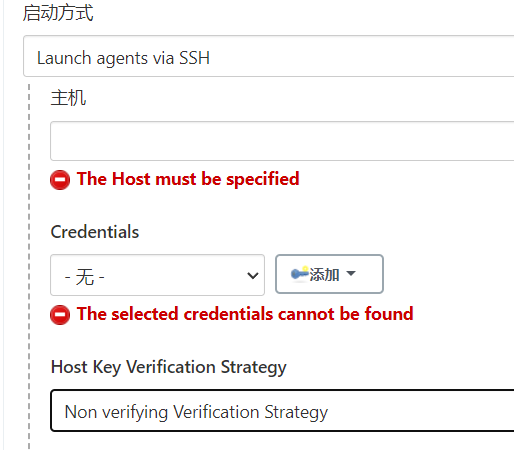 启动方式
Launch agents via SSH
主机
The Host must be specified
Credentials
- 无 -
添加
The selected credentials cannot be found
Host Key Verification Strategy
Non verifying Verification Strategy